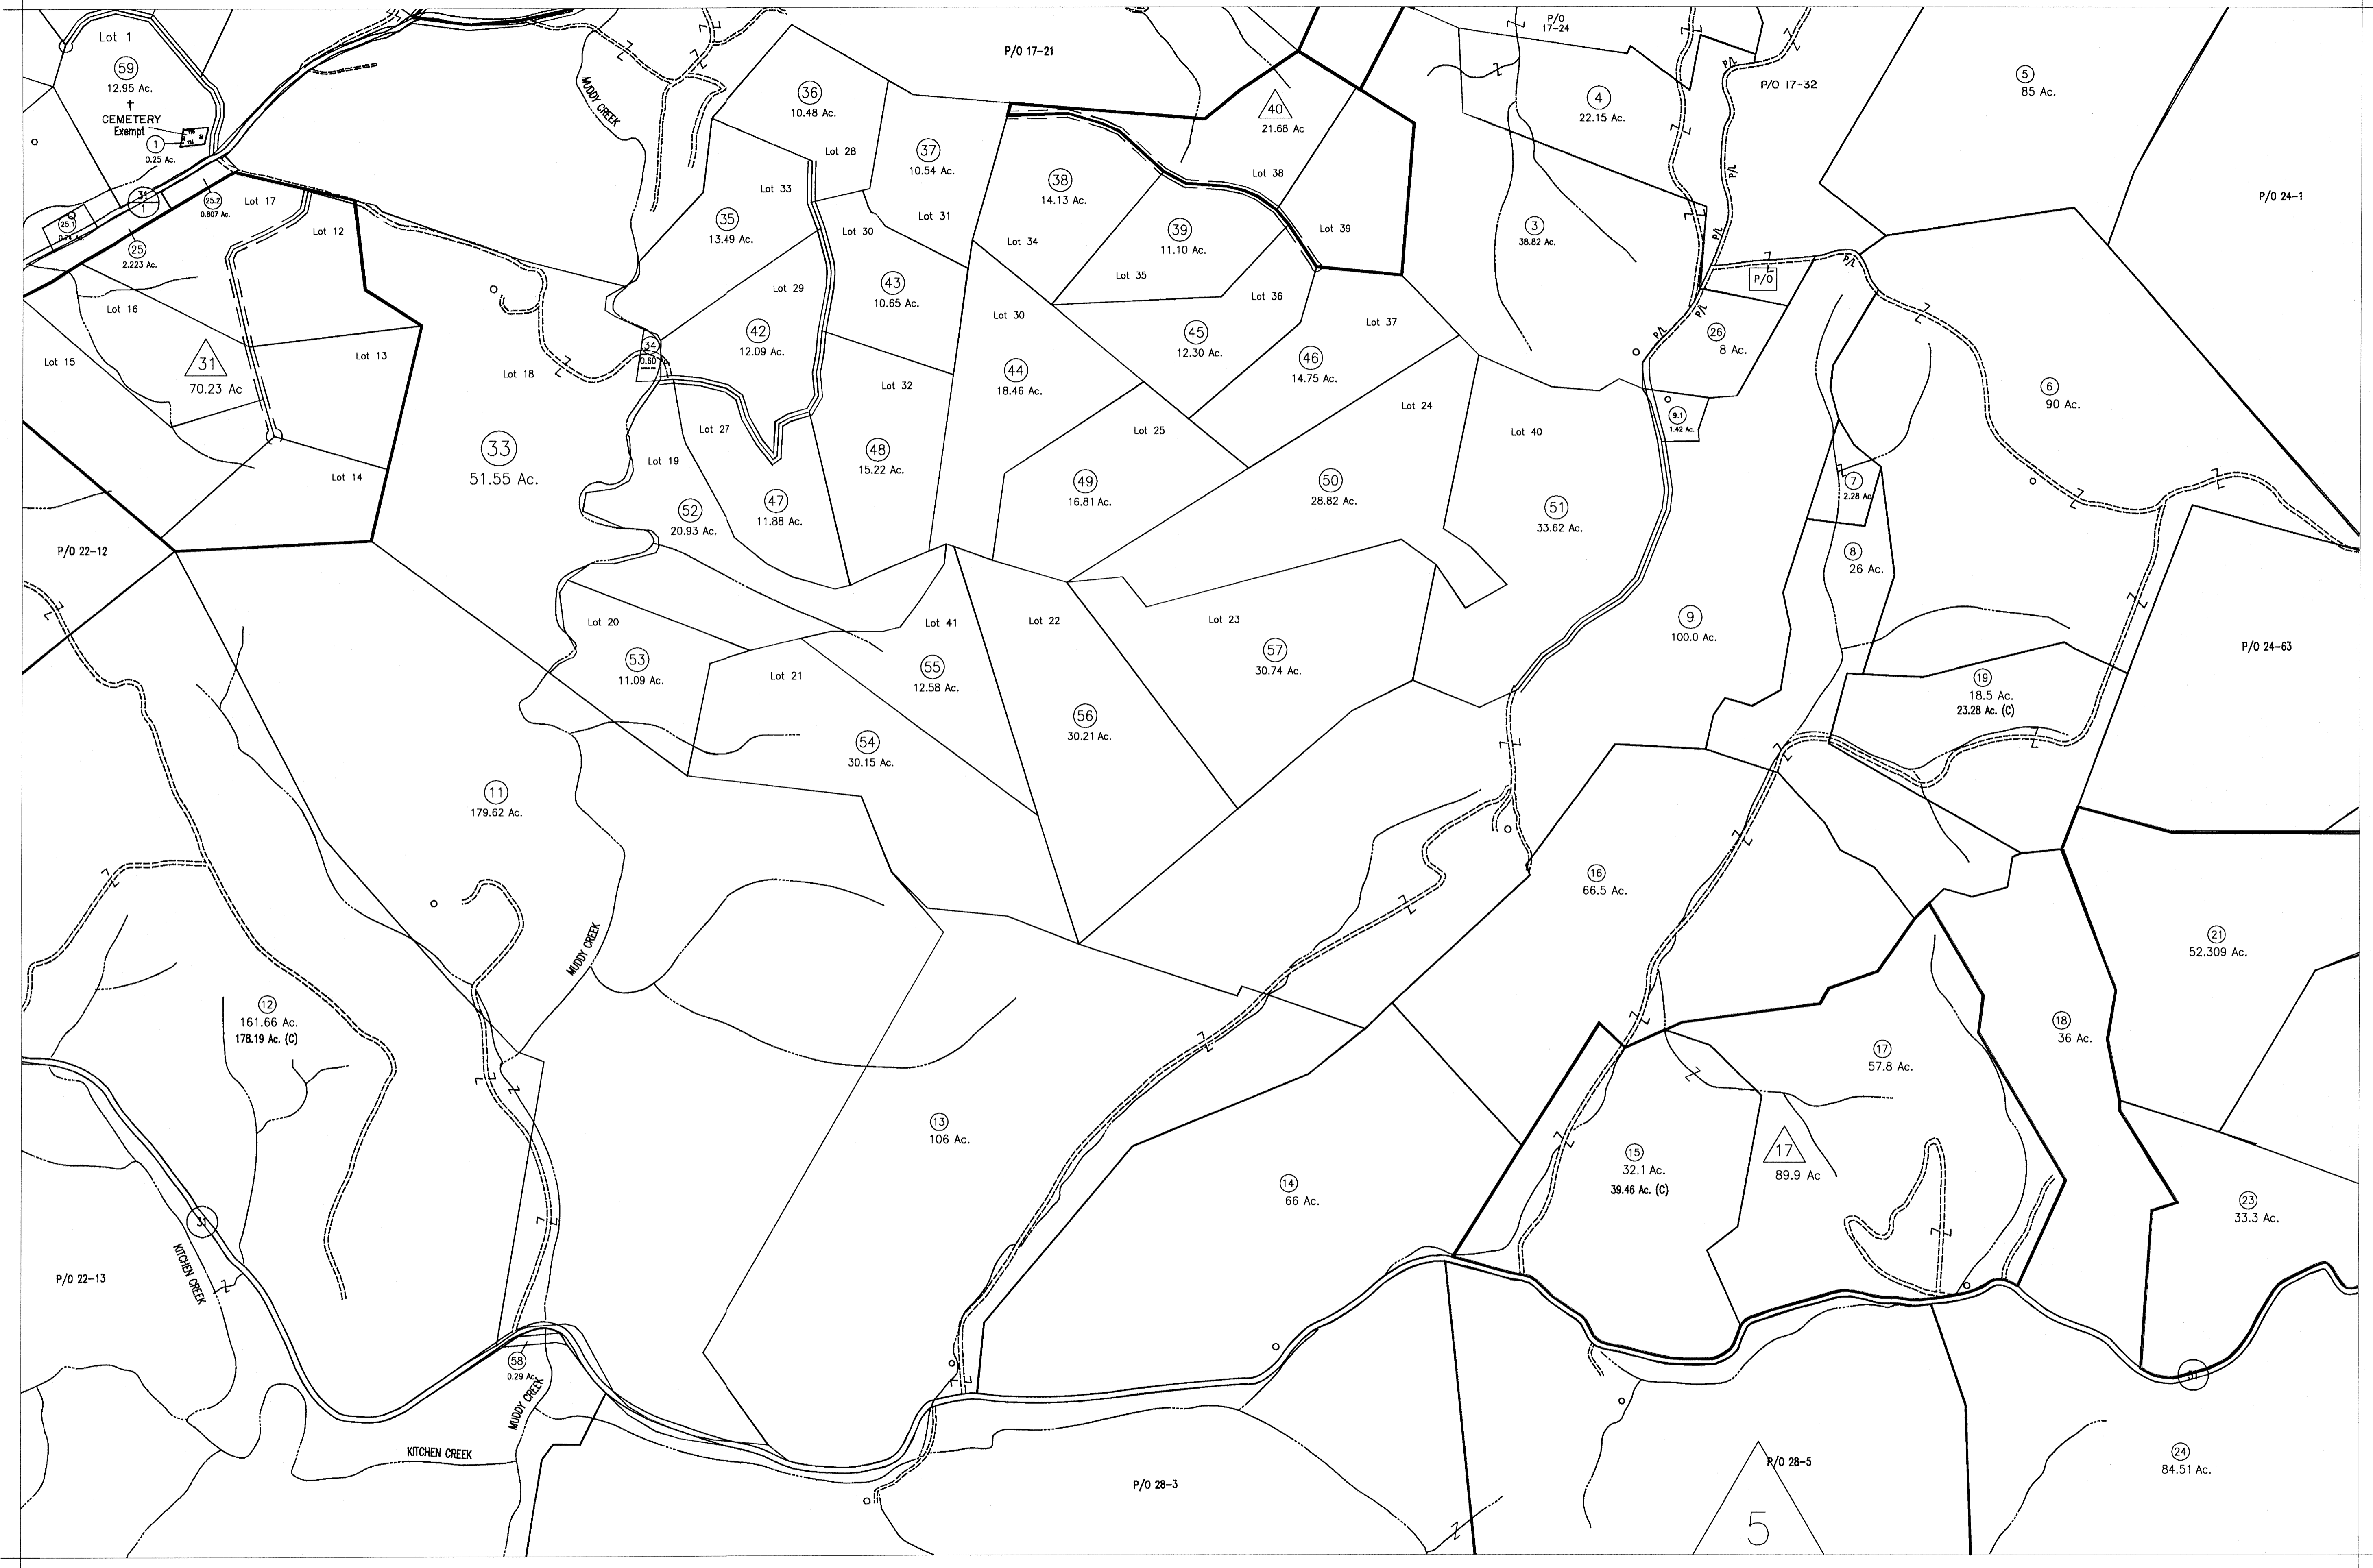 Lot 1
59
12.95 Ac.
CEMETERY
Exempt
1
0.25 Ac.
31
1
25.2
0.807 Ac.
25.1
25
2.223 Ac.
Lot 17
Lot 12
Lot 16
Lot 15
31
70.23 Ac
Lot 13
Lot 14
Lot 18
33
51.55 Ac.
MUDDY CREEK
P/O 17-21
36
10.48 Ac.
Lot 28
37
10.54 Ac.
Lot 31
Lot 33
35
13.49 Ac.
Lot 30
43
10.65 Ac.
Lot 29
42
12.09 Ac.
34
0.60
Lot 32
48
15.22 Ac.
Lot 27
Lot 19
52
20.93 Ac.
47
11.88 Ac.
40
21.68 Ac
Lot 38
38
14.13 Ac.
Lot 34
39
11.10 Ac.
Lot 35
Lot 39
Lot 36
Lot 30
45
12.30 Ac.
Lot 37
46
14.75 Ac.
44
18.46 Ac.
Lot 24
Lot 25
49
16.81 Ac.
50
28.82 Ac.
Lot 40
51
33.62 Ac.
P/O
17-24
4
22.15 Ac.
P/L
P/O 17-32
P/L
3
38.82 Ac.
P/L
P/L
P/O
P/L
P/L
26
8 Ac.
9.1
1.42 Ac.
5
85 Ac.
P/O 24-1
6
90 Ac.
7
2.28 Ac
8
26 Ac.
9
100.0 Ac.
P/O 24-63
19
18.5 Ac.
23.28 Ac. (C)
P/O 22-12
Lot 20
53
11.09 Ac.
Lot 21
Lot 41
55
12.58 Ac.
Lot 22
Lot 23
57
30.74 Ac.
56
30.21 Ac.
54
30.15 Ac.
11
179.62 Ac.
MUDDY CREEK
12
161.66 Ac.
178.19 Ac. (C)
31
KITCHEN CREEK
P/O 22-13
58
0.29 Ac.
MUDDY CREEK
KITCHEN CREEK
13
106 Ac.
14
66 Ac.
16
66.5 Ac.
15
32.1 Ac.
39.46 Ac. (C)
17
57.8 Ac.
17
89.9 Ac
18
36 Ac.
21
52.309 Ac.
23
33.3 Ac.
31
P/O 28-3
P/O 28-5
5
24
84.51 Ac.